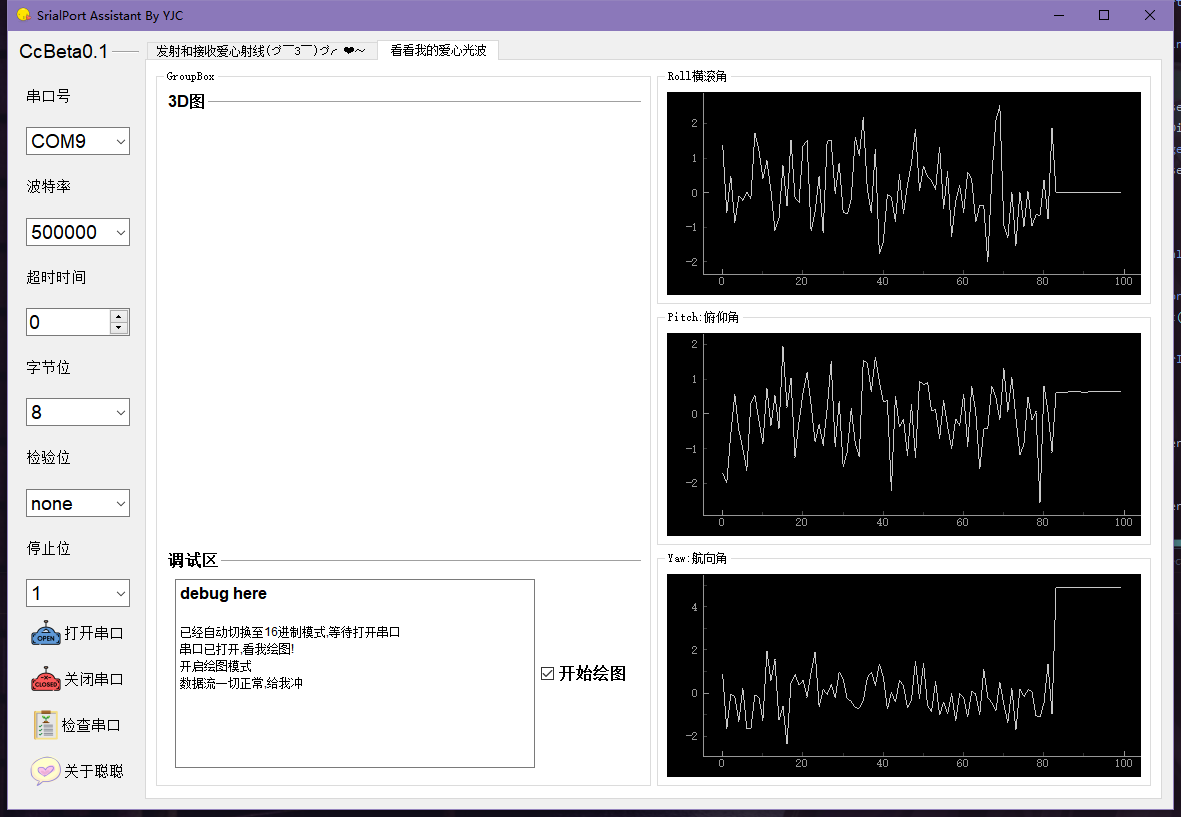 SrialPort Assistant By YJC
CcBeta0.1
串口号
COM9
波特率
500000
超时时间
0
字节位
8
检验位
none
停止位
1
OPEN
打开串口
CLOSED
关闭串口
检查串口
关于聪聪
发射和接收爱心射线(づ￣3￣)づ╭❤～
看看我的爱心光波
GroupBox
3D图
调试区
debug here
已经自动切换至16进制模式,等待打开串口
串口已打开,看我绘图!
开启绘图模式
数据流一切正常,给我冲
开始绘图
Roll横滚角
2
1
0
−1
−2
0 20 40 60 80 100
Pitch:俯仰角
2
1
0
−1
−2
0 20 40 60 80 100
Yaw:航向角
4
2
0
−2
0 20 40 60 80 100